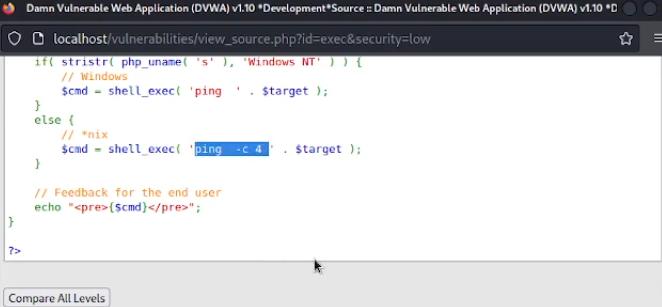 Damn Vulnerable Web Application (DVWA) v1.10 *Development*Source :: Damn Vulnerable Web Application (DVWA) v1.10 *D
localhost/vulnerabilities/view_source.php?id=exec&security=low
if( stristr( php_uname( 's' ), 'Windows NT' ) ) {
// Windows
$cmd = shell_exec( 'ping  ' . $target );
}
else {
// *nix
$cmd = shell_exec( 'ping  -c 4 ' . $target );
}
// Feedback for the end user
echo "<pre>{$cmd}</pre>";
}
?>
Compare All Levels